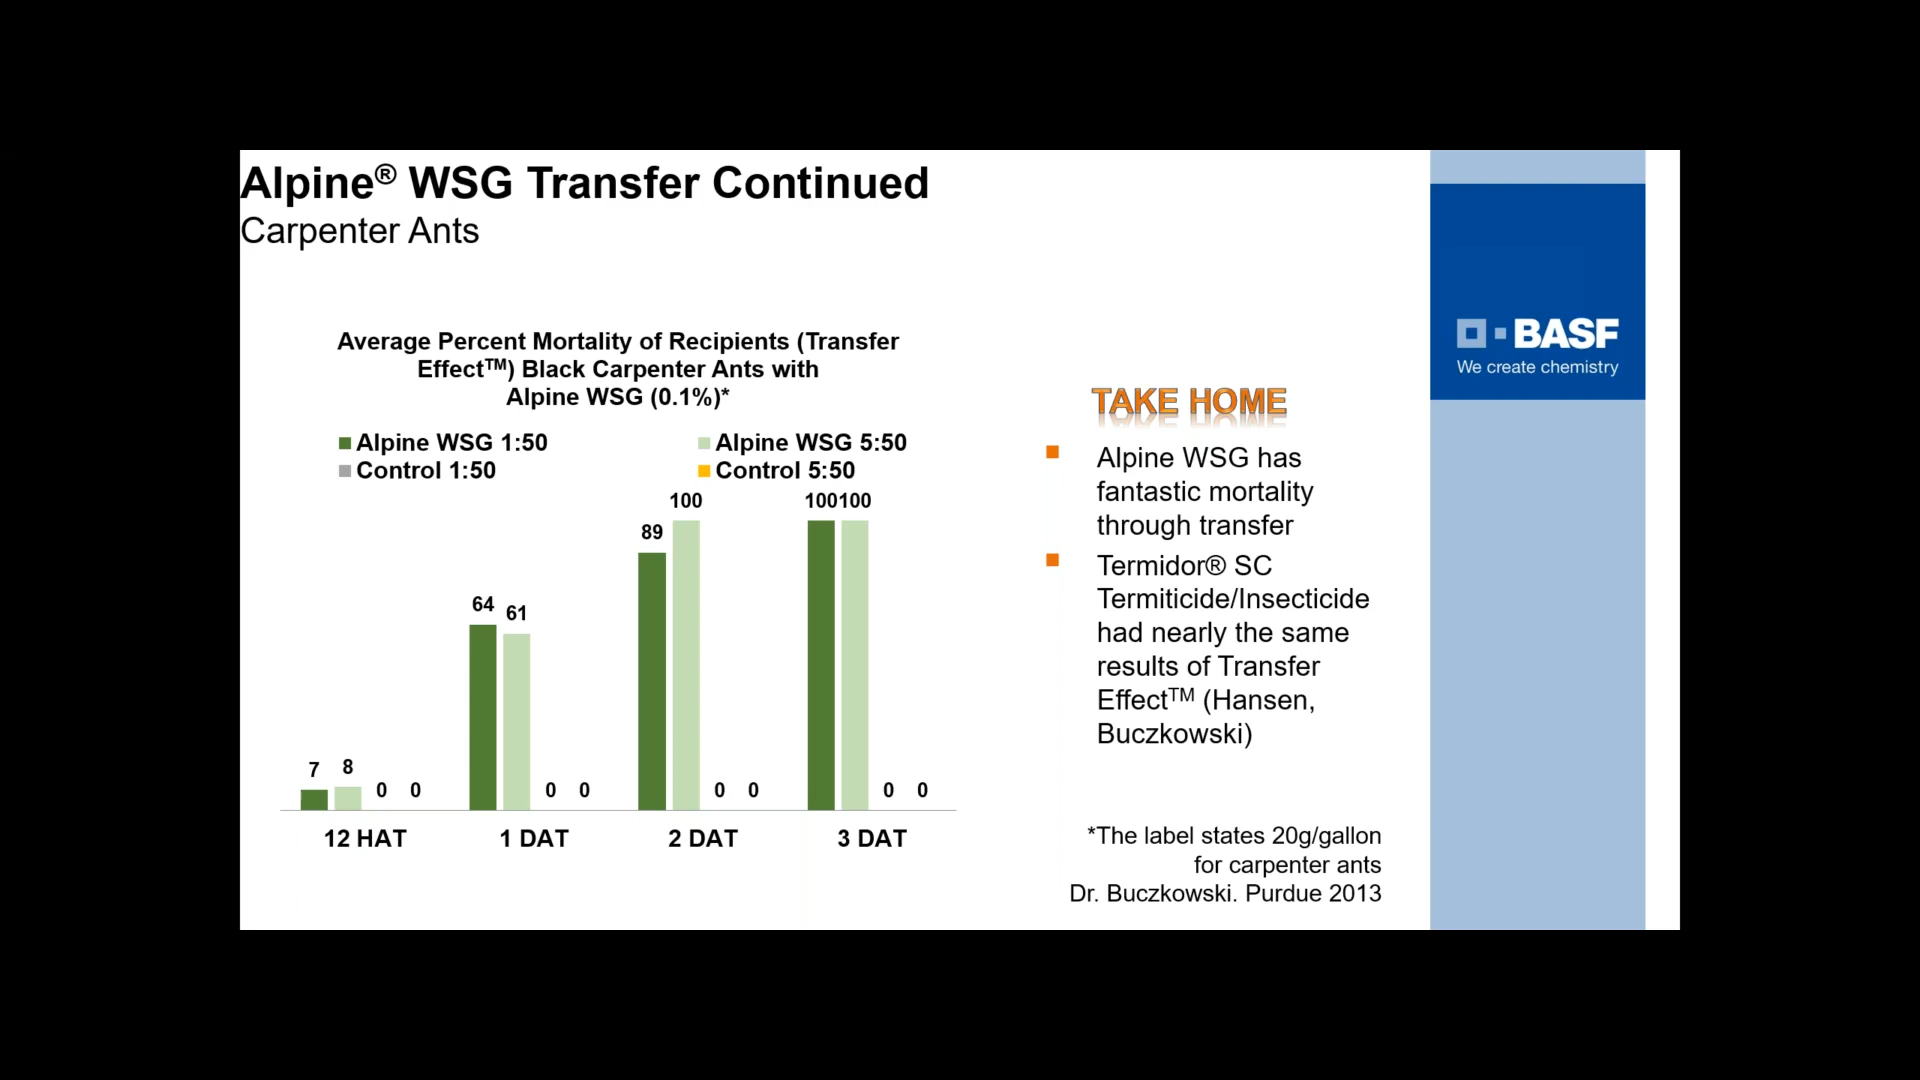 Alpine® WSG Transfer Continued
Carpenter Ants
Average Percent Mortality of Recipients (Transfer
Effect™) Black Carpenter Ants with
Alpine WSG (0.1%)*
Alpine WSG 1:50
Alpine WSG 5:50
Control 1:50
Control 5:50
7 8 0 0
64 61 0 0
89 100 0 0
100 100 0 0
12 HAT 1 DAT 2 DAT 3 DAT
TAKE HOME
Alpine WSG has
fantastic mortality
through transfer
Termidor® SC
Termiticide/Insecticide
had nearly the same
results of Transfer
Effect™ (Hansen,
Buczkowski)
*The label states 20g/gallon
for carpenter ants
Dr. Buczkowski. Purdue 2013
BASF
We create chemistry